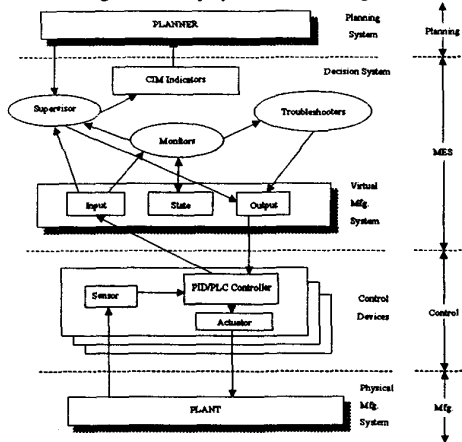 PLANNER
Planning
System
Planning
CIM Indicators
Decision System
Supervisor
Troubleshooters
Monitors
MES
Virtual
Mfg.
System
Input
State
Output
PID/PLC Controller
Sensor
Actuator
Control
Devices
Control
Physical
Mfg.
System
PLANT
Mfg.